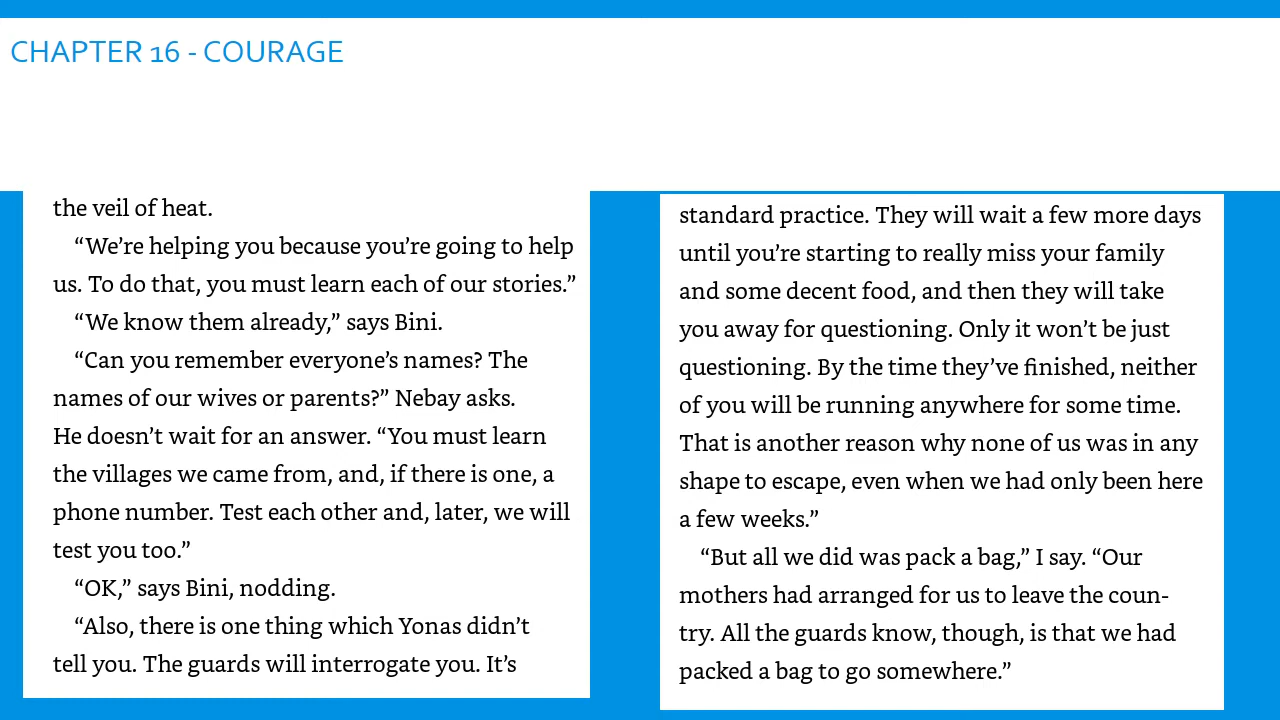 CHAPTER 16 - COURAGE
the veil of heat.
“We’re helping you because you’re going to help
us. To do that, you must learn each of our stories.”
“We know them already,” says Bini.
“Can you remember everyone’s names? The
names of our wives or parents?” Nebay asks.
He doesn’t wait for an answer. “You must learn
the villages we came from, and, if there is one, a
phone number. Test each other and, later, we will
test you too.”
“OK,” says Bini, nodding.
“Also, there is one thing which Yonas didn’t
tell you. The guards will interrogate you. It’s
standard practice. They will wait a few more days
until you’re starting to really miss your family
and some decent food, and then they will take
you away for questioning. Only it won’t be just
questioning. By the time they’ve finished, neither
of you will be running anywhere for some time.
That is another reason why none of us was in any
shape to escape, even when we had only been here
a few weeks.”
“But all we did was pack a bag,” I say. “Our
mothers had arranged for us to leave the coun-
try. All the guards know, though, is that we had
packed a bag to go somewhere.”